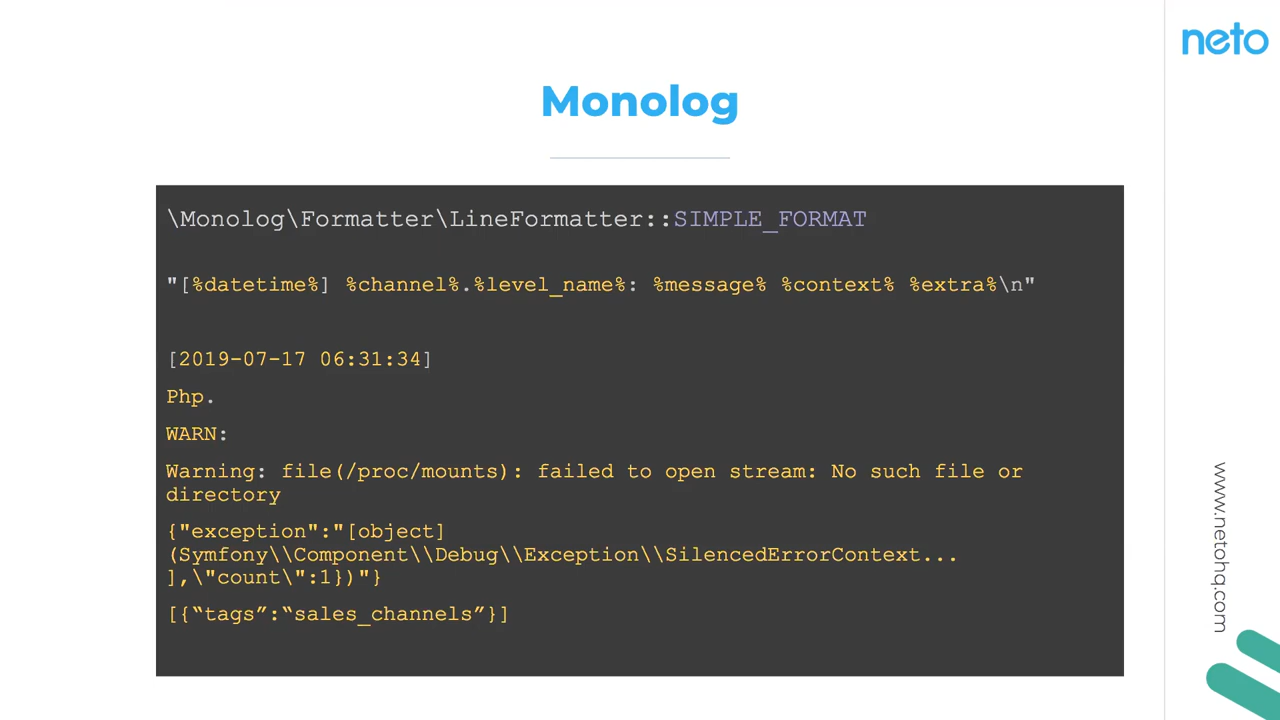 neto
Monolog
\Monolog\Formatter\LineFormatter::SIMPLE_FORMAT
"[%datetime%] %channel%.%level_name%: %message% %context% %extra%\n"
[2019-07-17 06:31:34]
Php.
WARN:
Warning: file(/proc/mounts): failed to open stream: No such file or
directory
{"exception":"[object]
(Symfony\\Component\\Debug\\Exception\\SilencedErrorContext...
],\"count\":1})"}
[{“tags”:“sales_channels”}]
www.netohq.com